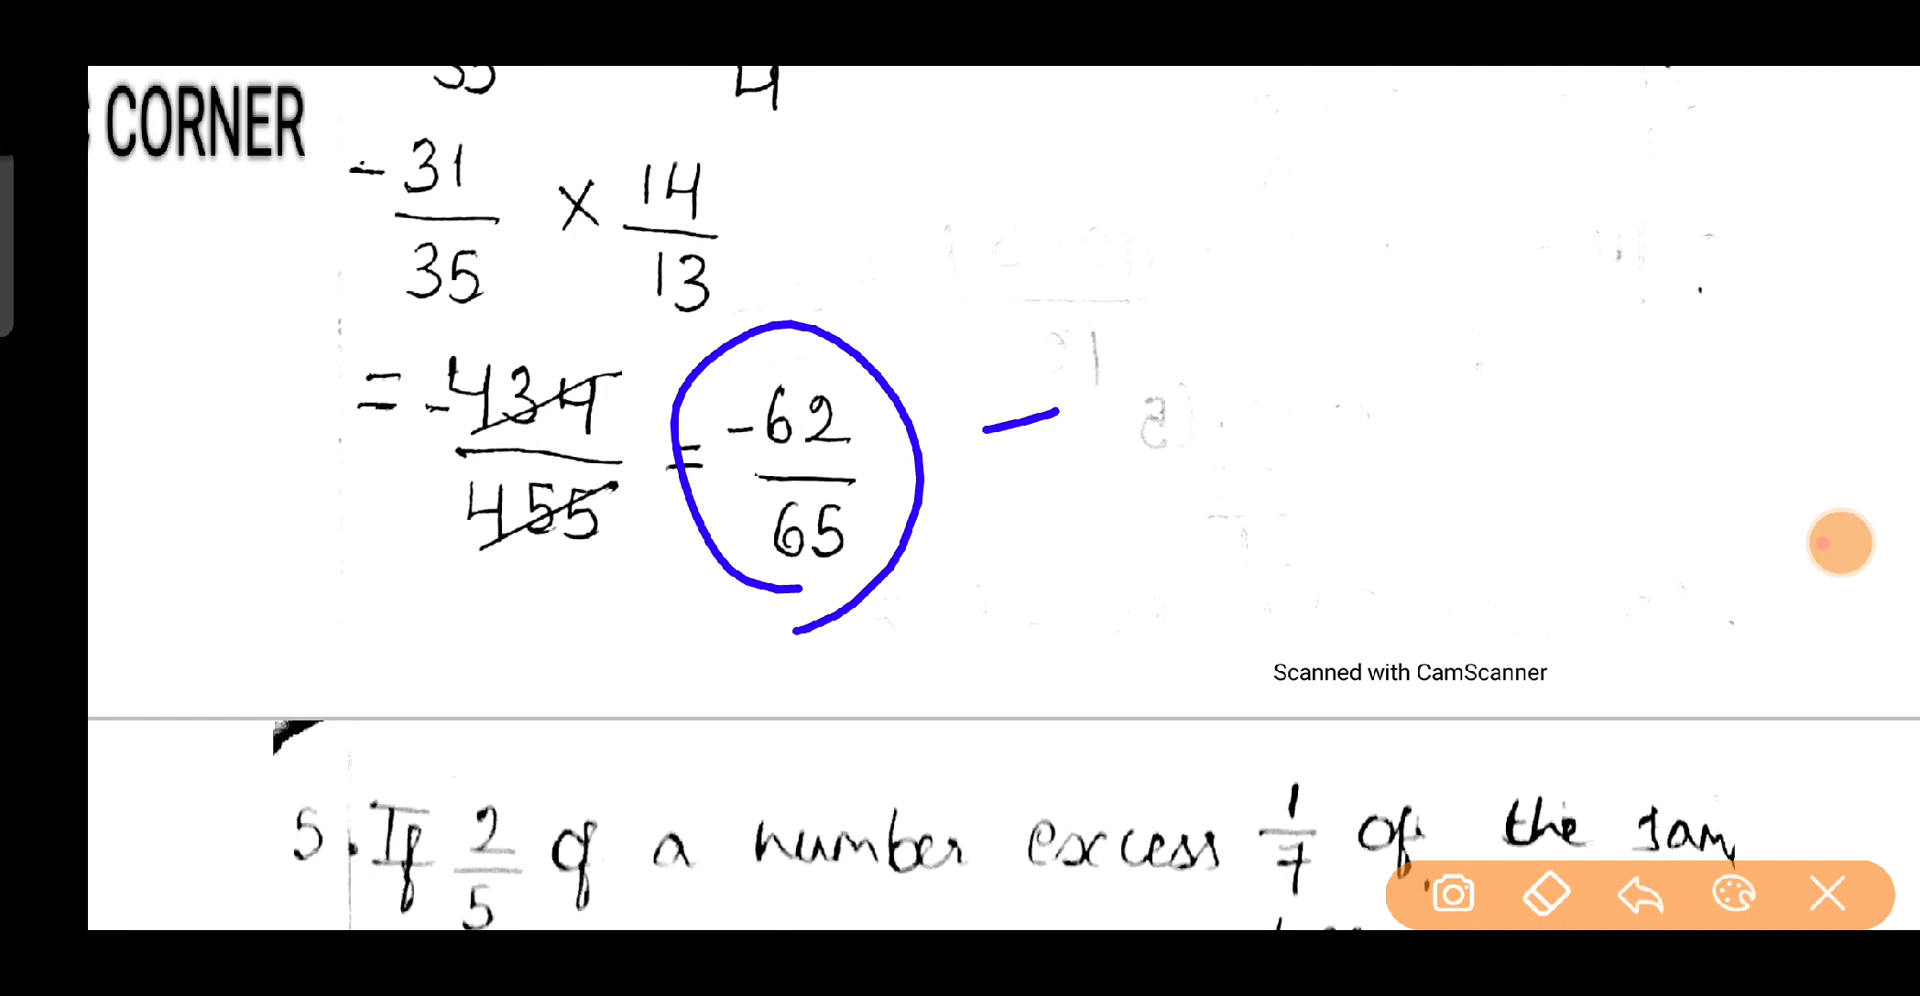 CORNER
- 31/35 × 14/13
= -434/455 = -62/65
Scanned with CamScanner
5. If 2/5 of a number excess 1/7 of the sam